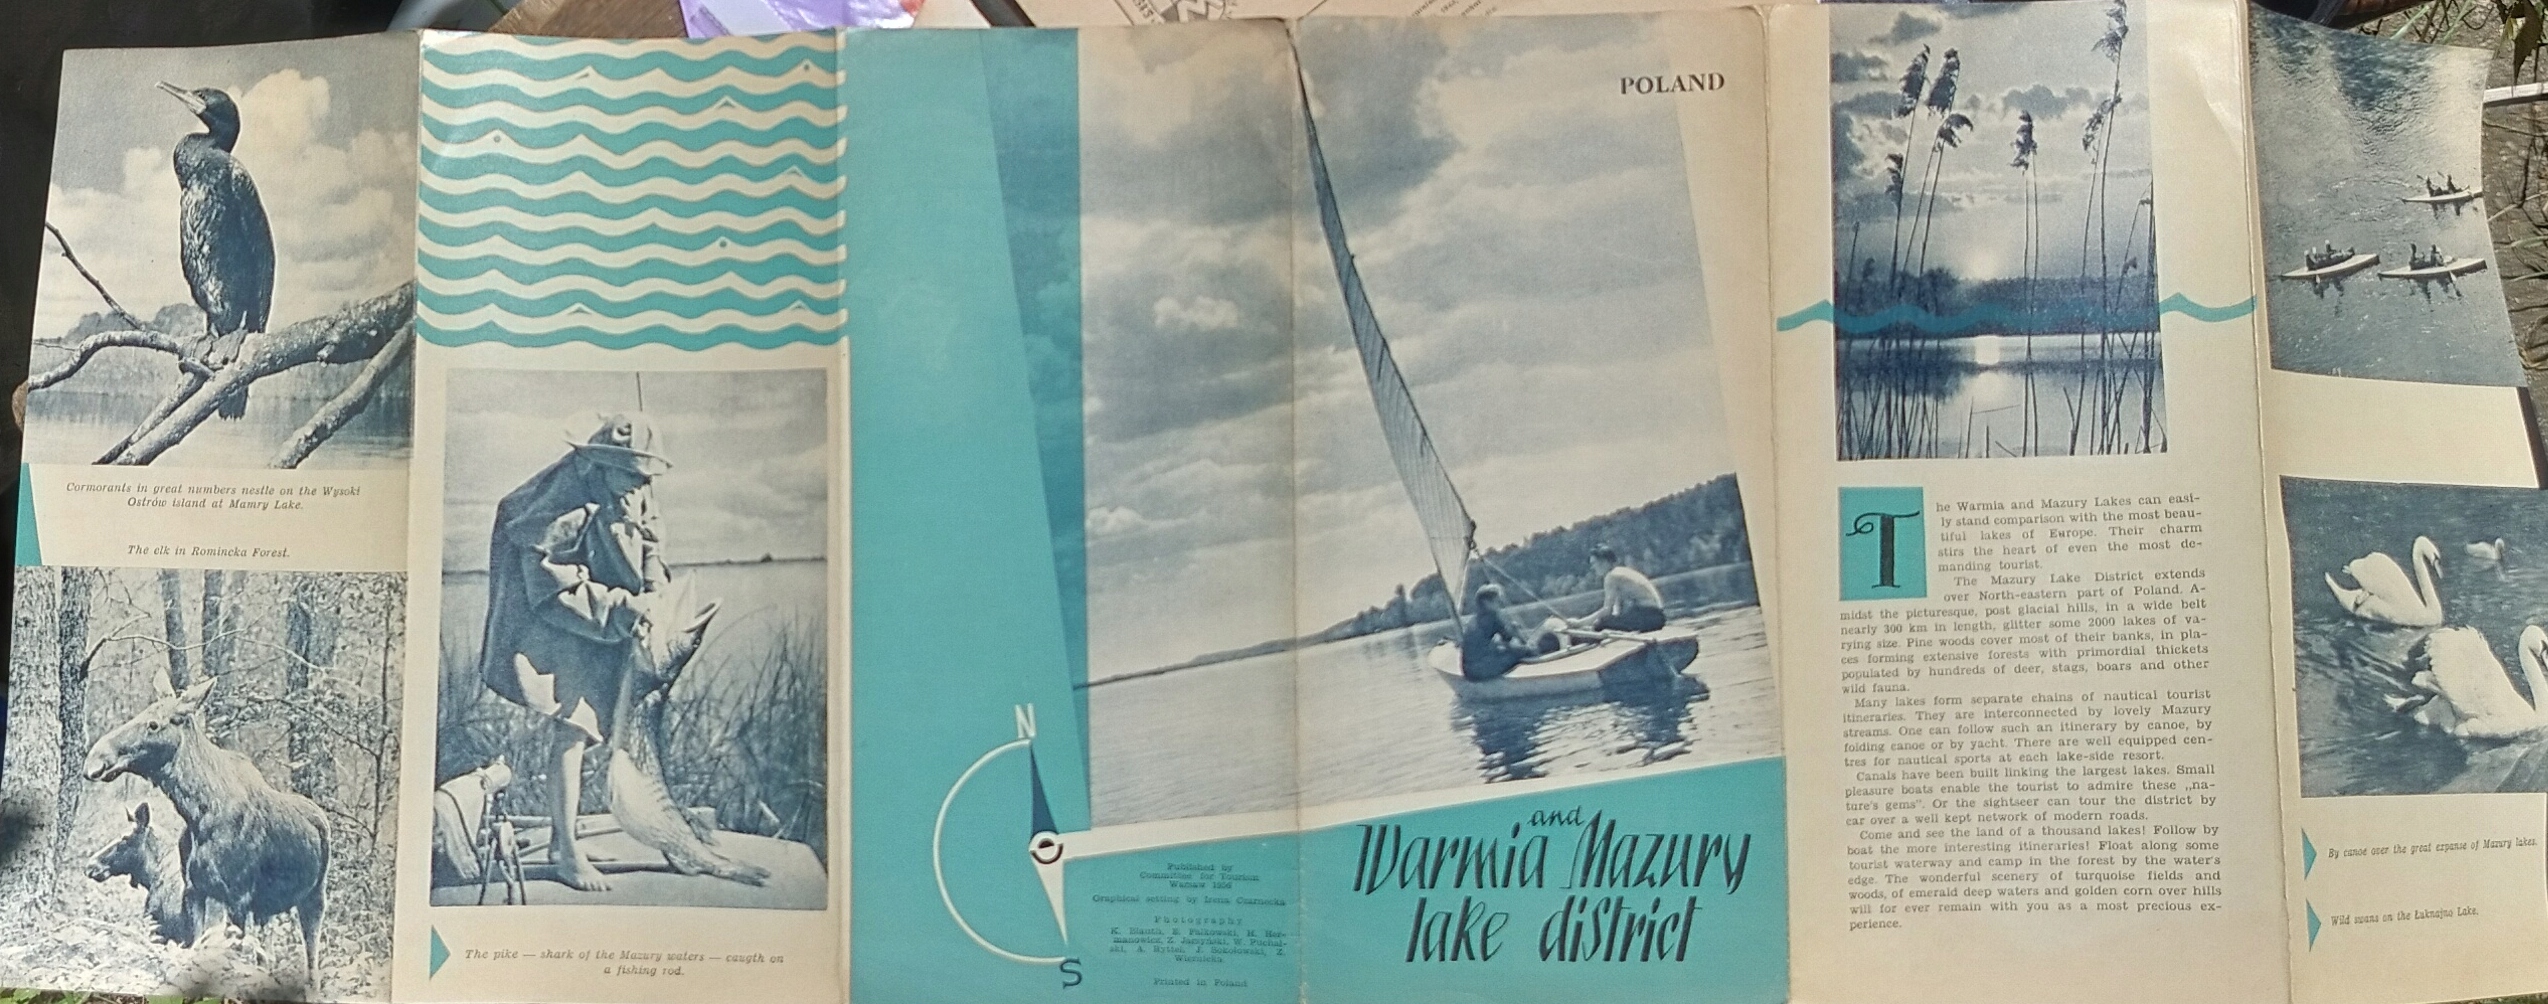 Cormorants in great numbers nestle on the Wysoki
Ostrów island at Mamry Lake.
The elk in Romincka Forest.
The pike — shark of the Mazury waters — caugth on
a fishing rod.
N
S
Published by
Committee for Tourism
Warsaw 1956
Graphical setting by Irena Czarnecka
Photography
K. Blauth, B. Fałkowski, H. Her-
manowicz, Z. W. Puchal-
ski, A. Ryttel, J. Sokołowski, Z.
Wiernicka
Printed in Poland
POLAND
Warmia and Mazury
lake district
The Warmia and Mazury Lakes can easi-
ly stand comparison with the most beau-
tiful lakes of Europe. Their charm
stirs the heart of even the most de-
manding tourist.
The Mazury Lake District extends
over North-eastern part of Poland. A-
midst the picturesque, post glacial hills, in a wide belt
nearly 300 km in length, glitter some 2000 lakes of va-
rying size. Pine woods cover most of their banks, in pla-
ces forming extensive forests with primordial thickets
populated by hundreds of deer, stags, boars and other
wild fauna.
Many lakes form separate chains of nautical tourist
itineraries. They are interconnected by lovely Mazury
streams. One can follow such an itinerary by canoe, by
folding canoe or by yacht. There are well equipped cen-
tres for nautical sports at each lake-side resort.
Canals have been built linking the largest lakes. Small
pleasure boats enable the tourist to admire these „na-
ture's gems". Or the sightseer can tour the district by
car over a well kept network of modern roads.
Come and see the land of a thousand lakes! Follow by
boat the more interesting itineraries! Float along some
tourist waterway and camp in the forest by the water's
edge. The wonderful scenery of turquoise fields and
woods, of emerald deep waters and golden corn over hills
will for ever remain with you as a most precious ex-
perience.
By canoe over the great expanse of Mazury lakes.
Wild swans on the Łuknajno Lake.